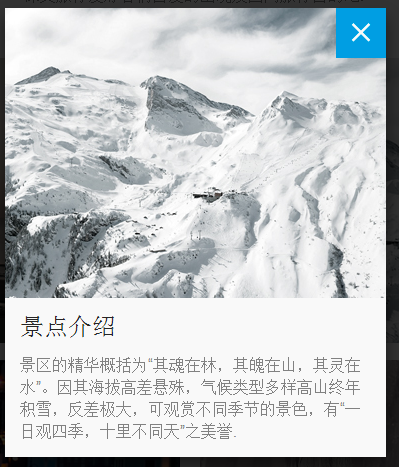 景点介绍
景区的精华概括为“其魂在林，其魄在山，其灵在
水”。因其海拔高差悬殊，气候类型多样高山终年
积雪，反差极大，可观赏不同季节的景色，有“一
日观四季，十里不同天”之美誉.